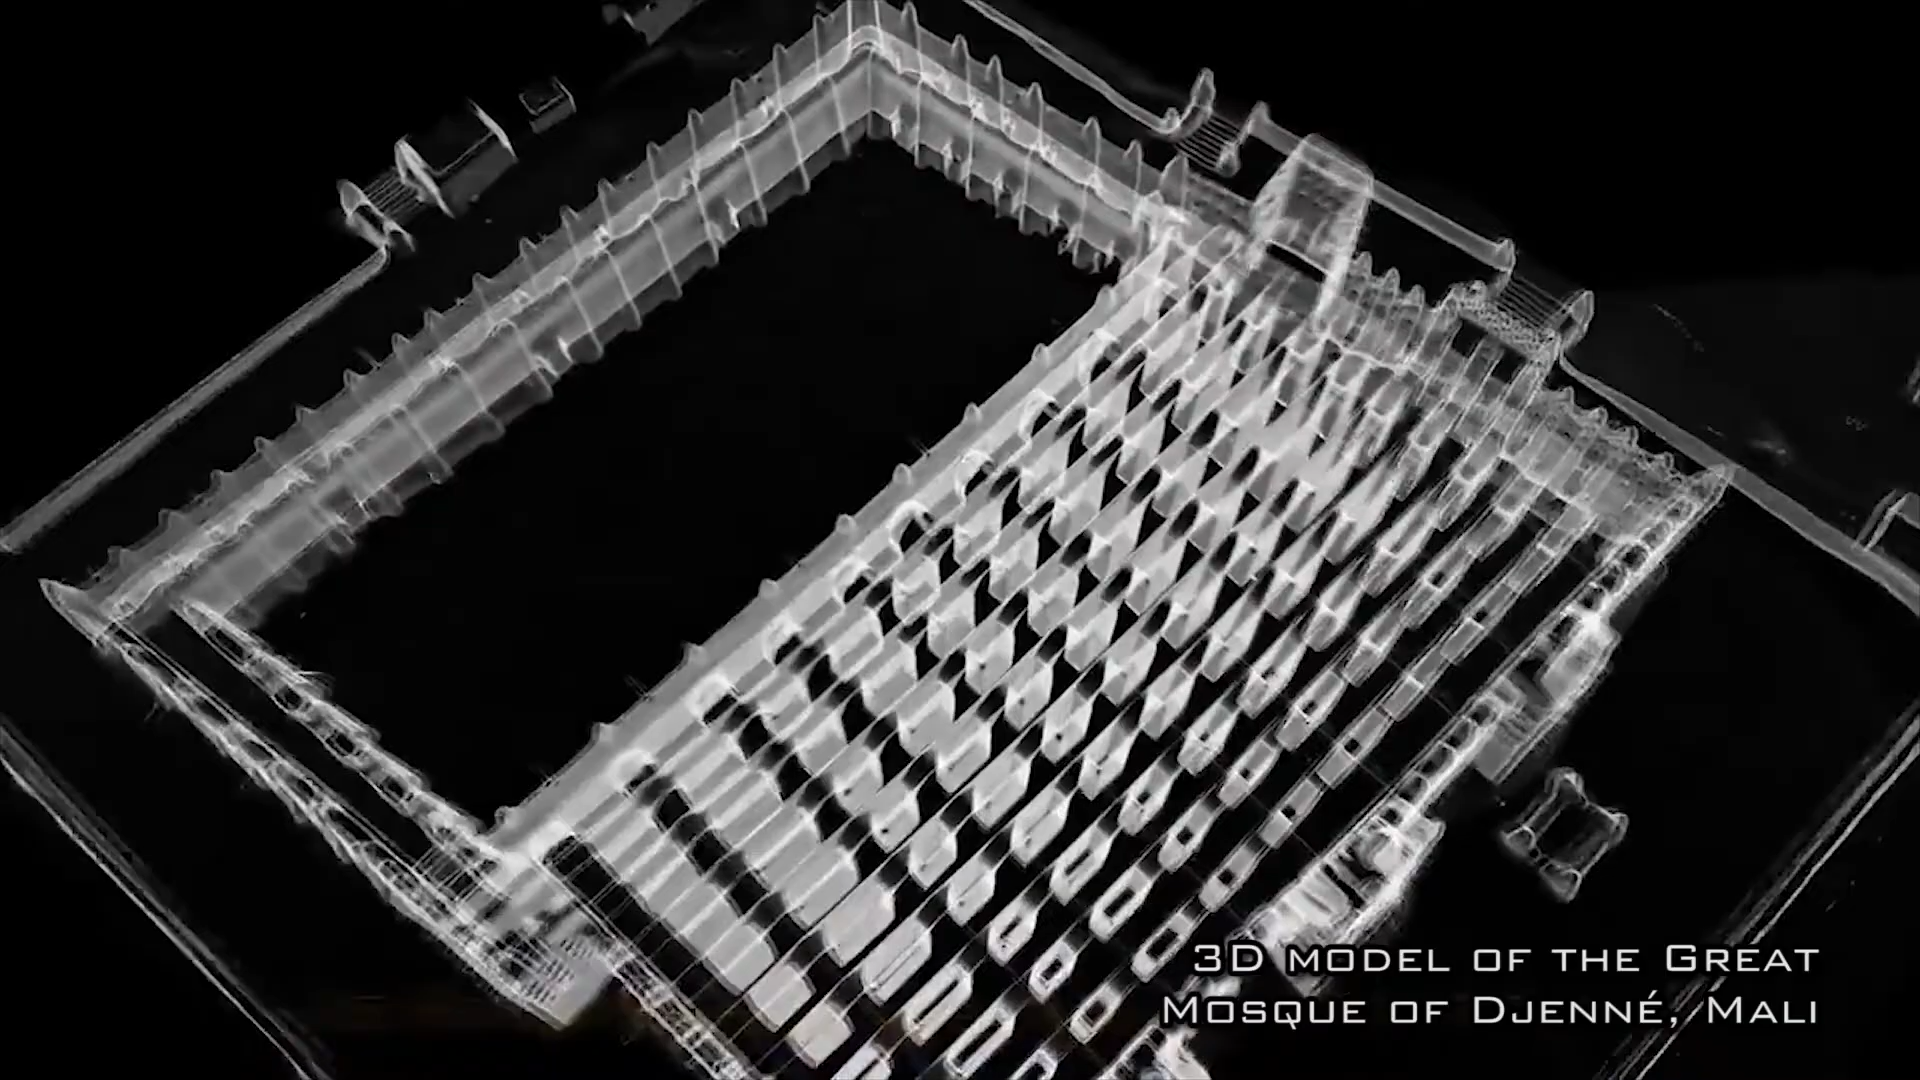 3D model of the Great
Mosque of Djenné, Mali